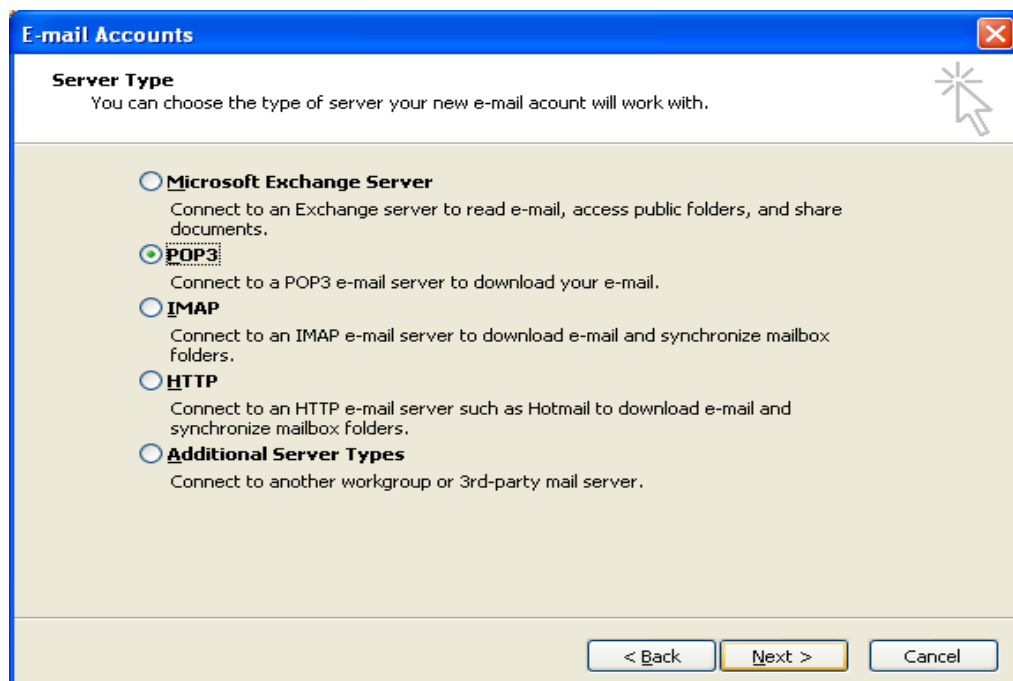 E-mail Accounts
Server Type
You can choose the type of server your new e-mail acount will work with.
Microsoft Exchange Server
Connect to an Exchange server to read e-mail, access public folders, and share
documents.
POP3
Connect to a POP3 e-mail server to download your e-mail.
IMAP
Connect to an IMAP e-mail server to download e-mail and synchronize mailbox
folders.
HTTP
Connect to an HTTP e-mail server such as Hotmail to download e-mail and
synchronize mailbox folders.
Additional Server Types
Connect to another workgroup or 3rd-party mail server.
< Back Next > Cancel